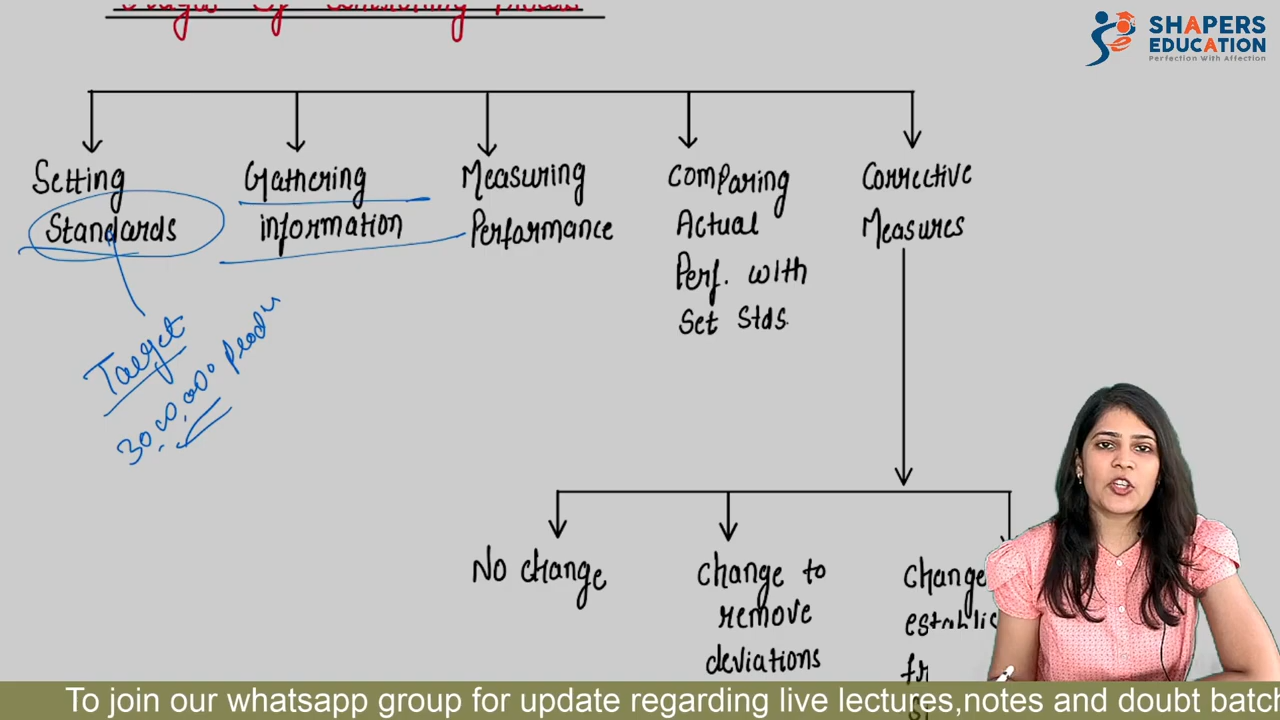 SHAPERS
EDUCATION
Perfection With Affection
Setting
Standards
Gathering
information
Measuring
Performance
Comparing
Actual
Perf. with
Set Stds.
Corrective
Measures
Target
No change
change to
remove
deviations
change
To join our whatsapp group for update regarding live lectures,notes and doubt batch